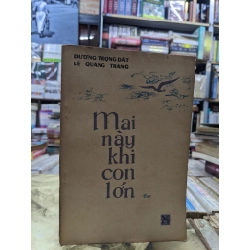 DƯƠNG TRỌNG DẬT
LÊ QUANG TRANG
Mai
này khi
con
lớn